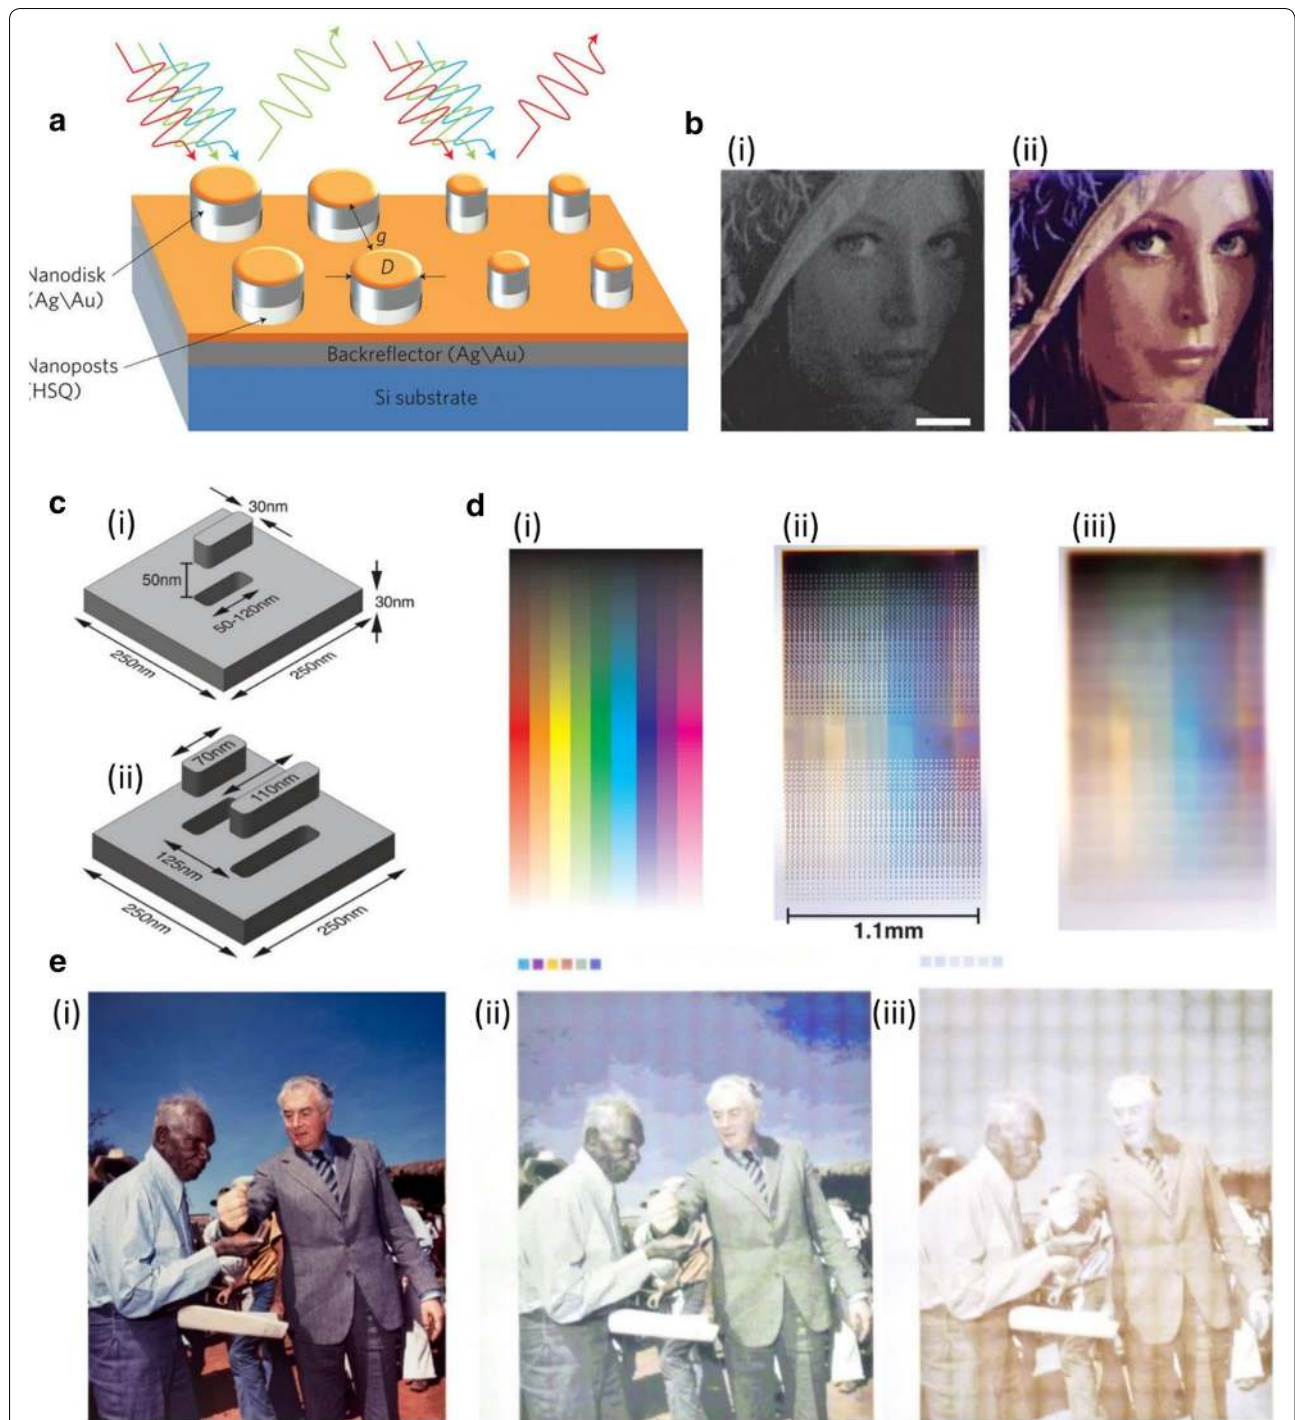 a
g
D
Nanodisk
(Ag\Au)
Nanoposts
(HSQ)
Backreflector (Ag\Au)
Si substrate
b
(i)
(ii)
c
(i)
30nm
50nm
50-120nm
30nm
250nm
250nm
(ii)
70nm
110nm
125nm
250nm
250nm
d
(i)
(ii)
(iii)
1.1mm
e
(i)
(ii)
(iii)